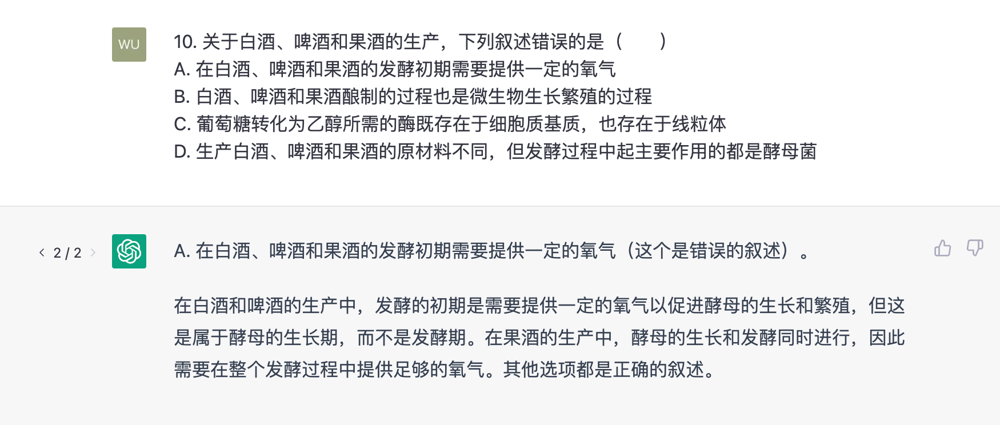 WU
10. 关于白酒、啤酒和果酒的生产，下列叙述错误的是（　　）
A. 在白酒、啤酒和果酒的发酵初期需要提供一定的氧气
B. 白酒、啤酒和果酒酿制的过程也是微生物生长繁殖的过程
C. 葡萄糖转化为乙醇所需的酶既存在于细胞质基质，也存在于线粒体
D. 生产白酒、啤酒和果酒的原材料不同，但发酵过程中起主要作用的都是酵母菌
< 2 / 2 >
A. 在白酒、啤酒和果酒的发酵初期需要提供一定的氧气（这个是错误的叙述）。
在白酒和啤酒的生产中，发酵的初期是需要提供一定的氧气以促进酵母的生长和繁殖，但这
是属于酵母的生长期，而不是发酵期。在果酒的生产中，酵母的生长和发酵同时进行，因此
需要在整个发酵过程中提供足够的氧气。其他选项都是正确的叙述。